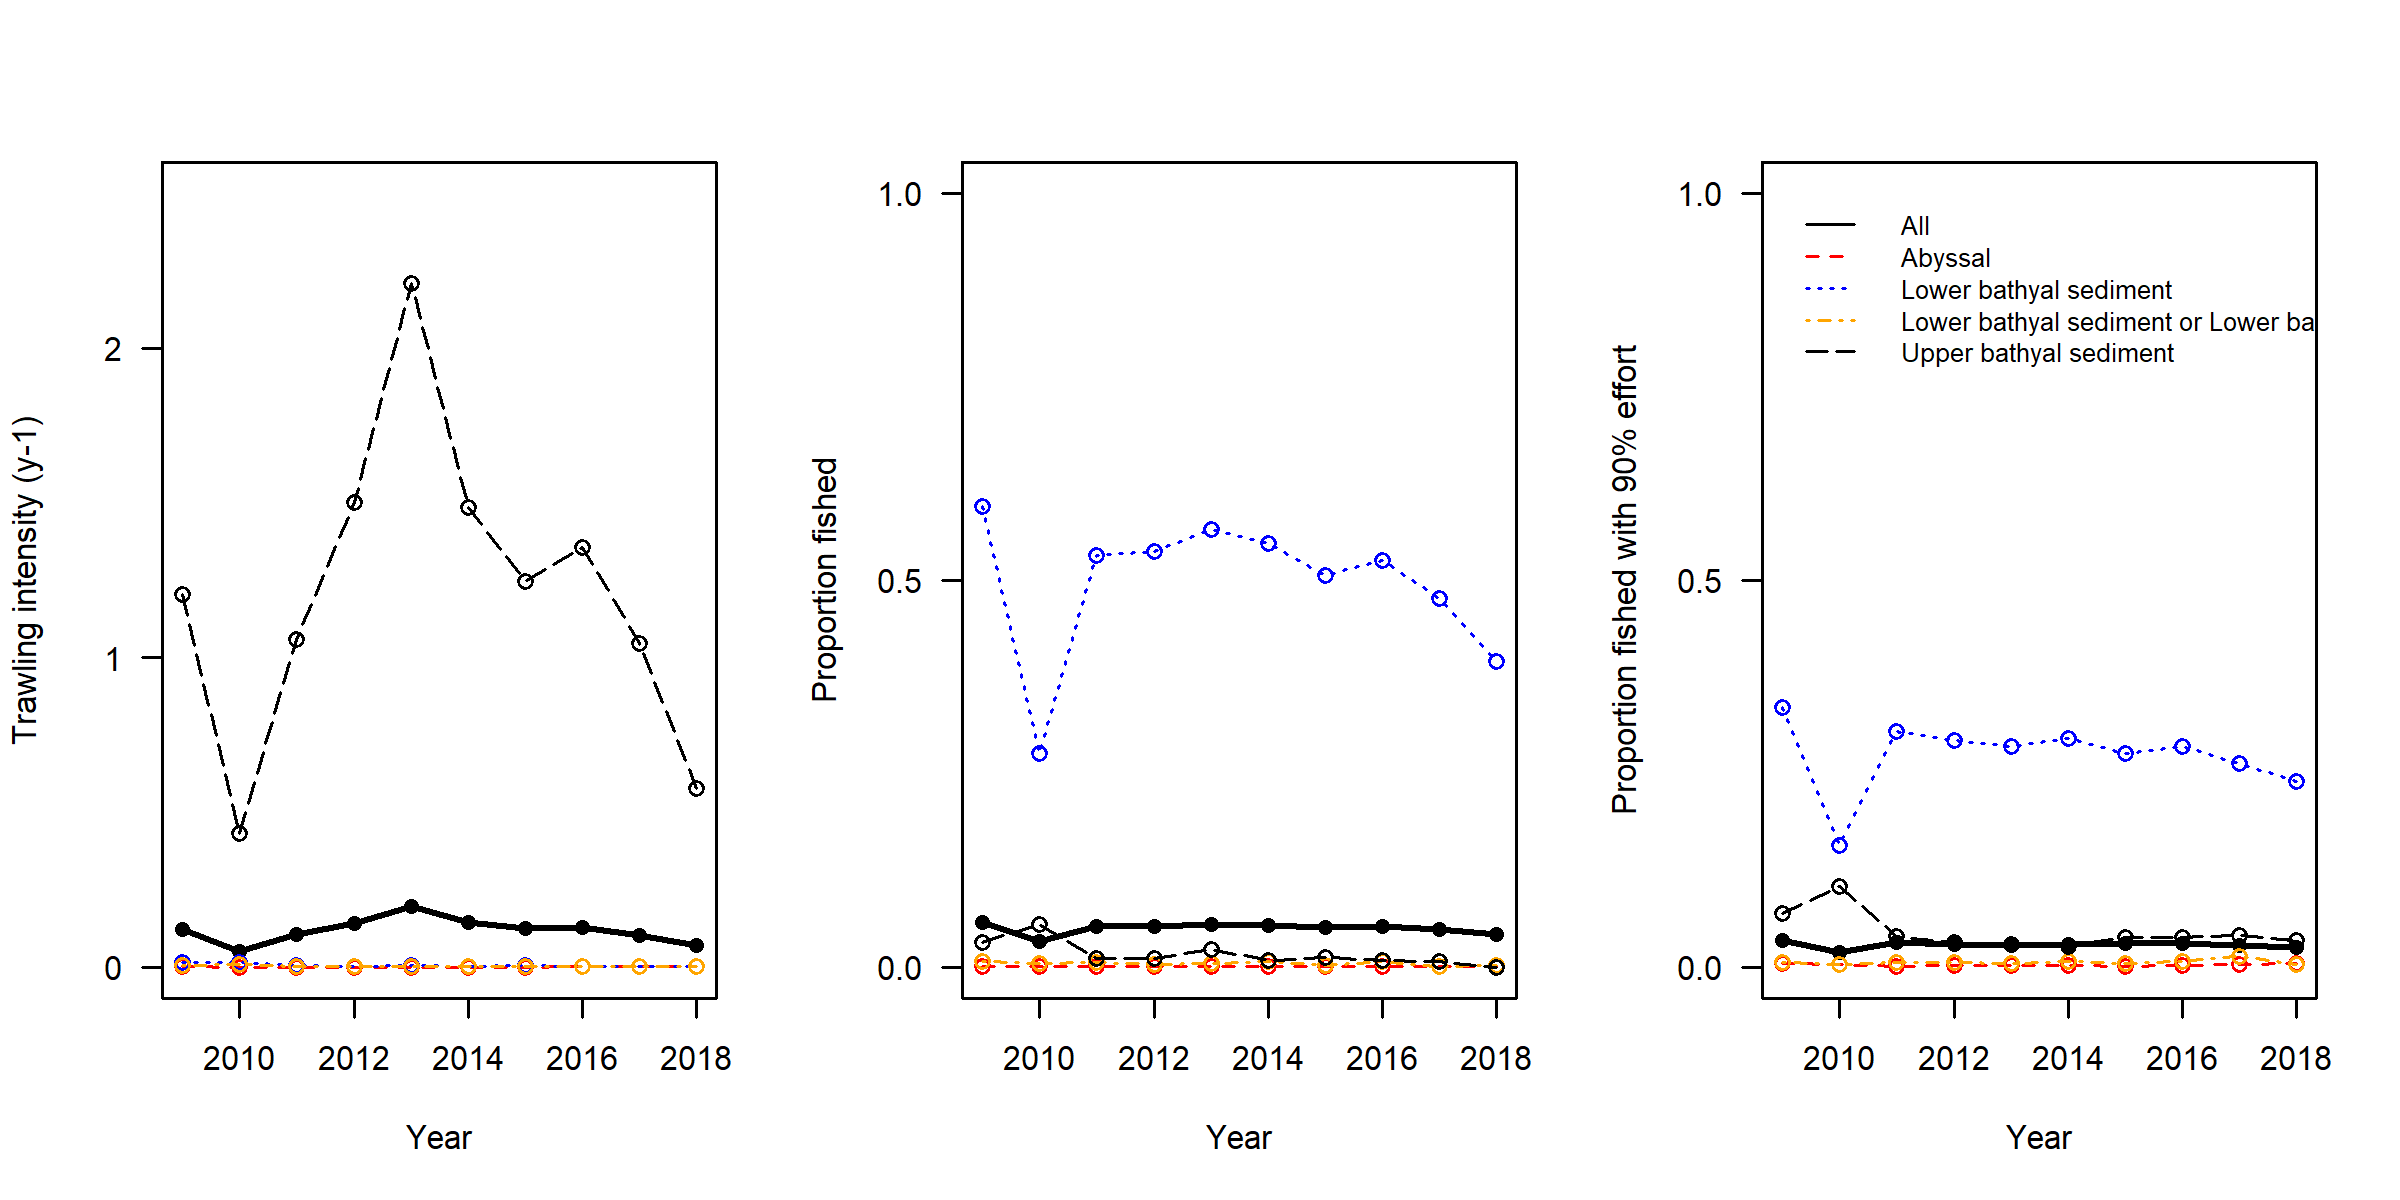 Trawling intensity (y-1)
2
1
0
2010 2012 2014 2016 2018
Year
Proportion fished
1.0
0.5
0.0
2010 2012 2014 2016 2018
Year
Proportion fished with 90% effort
1.0
0.5
0.0
All
Abyssal
Lower bathyal sediment
Lower bathyal sediment or Lower ba
Upper bathyal sediment
2010 2012 2014 2016 2018
Year